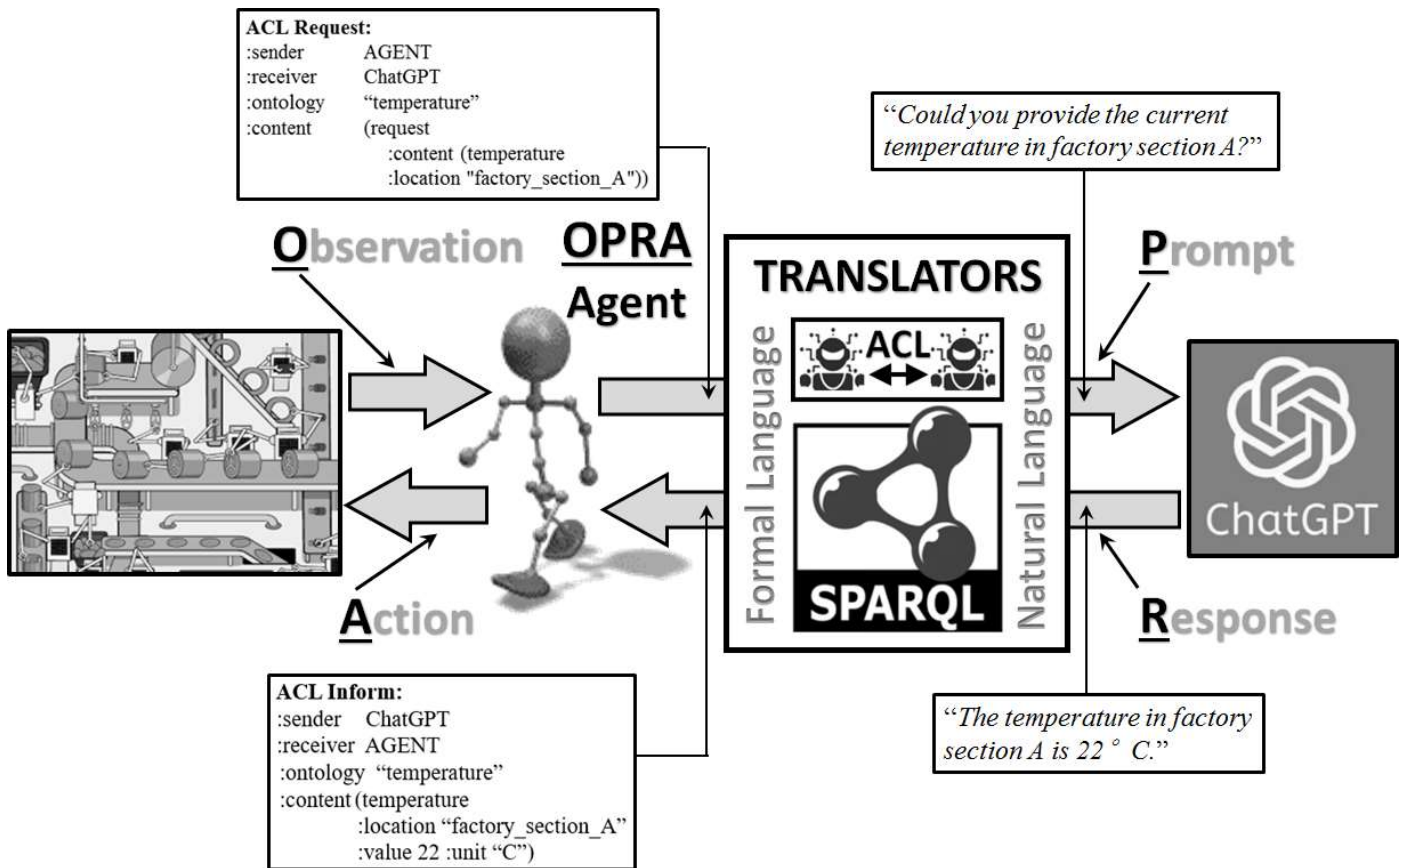 ACL Request:
:sender AGENT
:receiver ChatGPT
:ontology “temperature”
:content (request
:content (temperature
:location "factory_section_A"))
“Could you provide the current
temperature in factory section A?”
Observation
OPRA
Agent
TRANSLATORS
Prompt
Formal Language
ACL
Natural Language
SPARQL
ChatGPT
Action
Response
ACL Inform:
:sender ChatGPT
:receiver AGENT
:ontology “temperature”
:content (temperature
:location “factory_section_A”
:value 22 :unit “C”)
“The temperature in factory
section A is 22 ° C.”